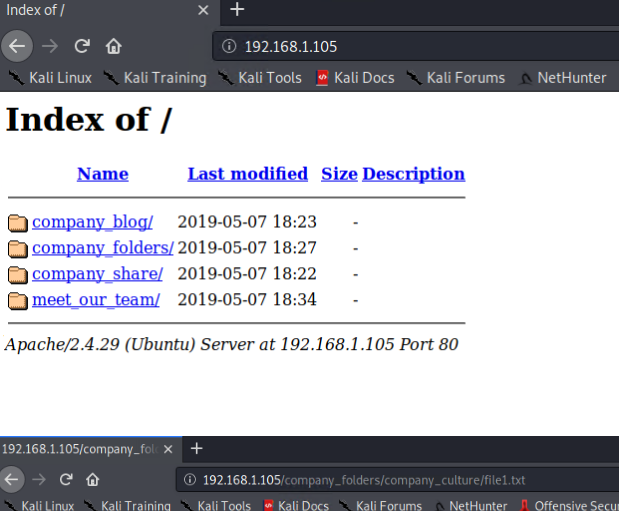 Index of /
192.168.1.105
Kali Linux Kali Training Kali Tools Kali Docs Kali Forums NetHunter
Index of /
Name Last modified Size Description
company_blog/ 2019-05-07 18:23 -
company_folders/ 2019-05-07 18:27 -
company_share/ 2019-05-07 18:22 -
meet_our_team/ 2019-05-07 18:34 -
Apache/2.4.29 (Ubuntu) Server at 192.168.1.105 Port 80
192.168.1.105/company_fol
192.168.1.105/company_folders/company_culture/file1.txt
Kali Linux Kali Training Kali Tools Kali Docs Kali Forums NetHunter Offensive Secu